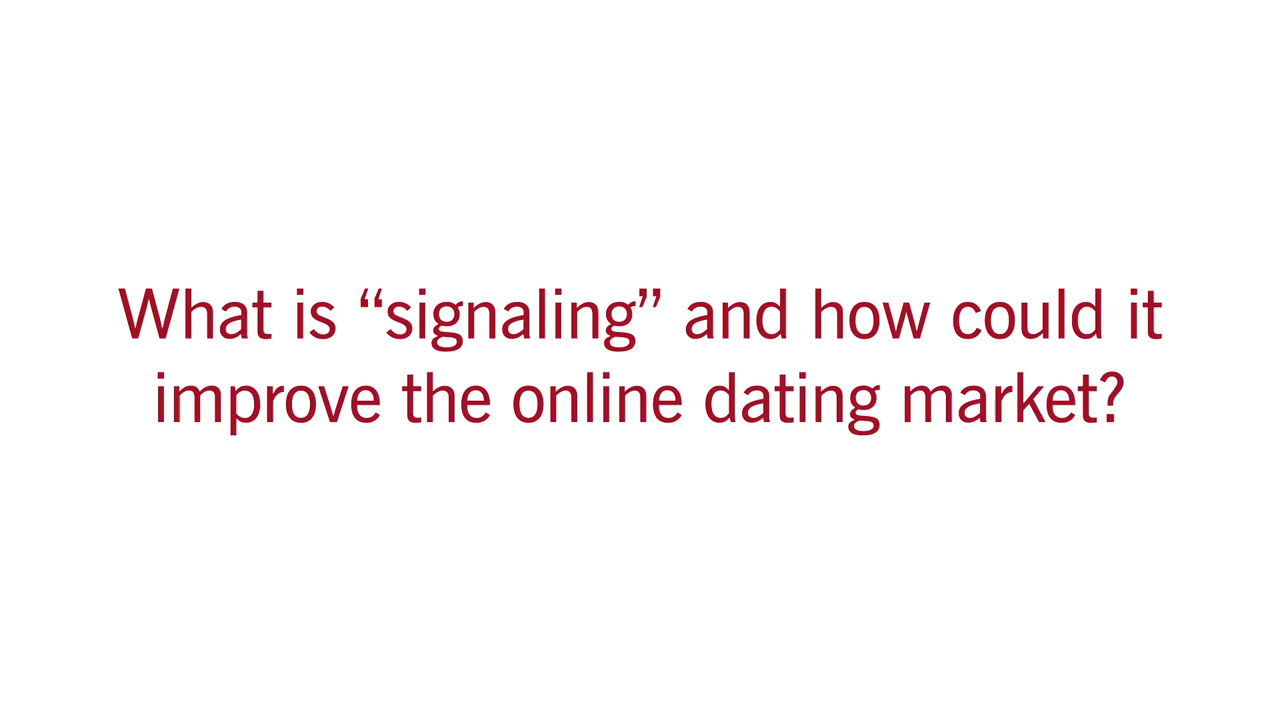 What is “signaling” and how could it
improve the online dating market?